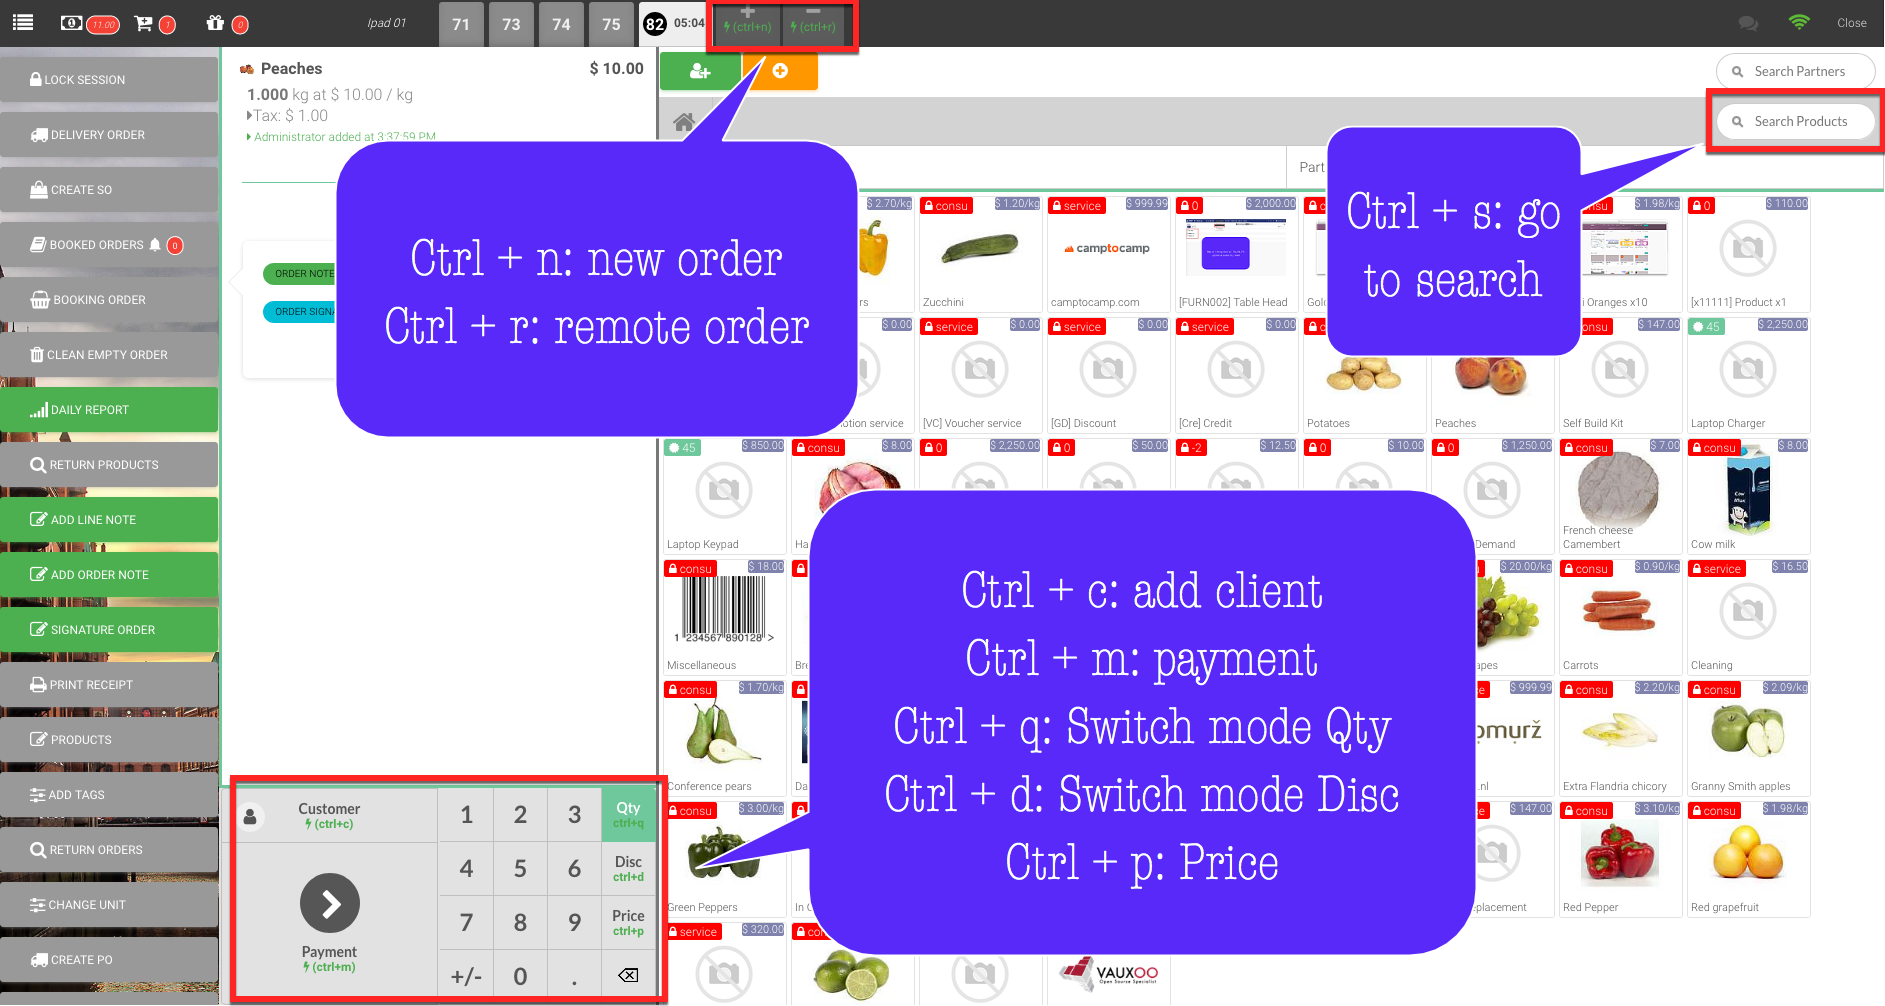 11.00
1
0
Ipad 01
71
73
74
75
82 05:04
(ctrl+n)
(ctrl+r)
Close
LOCK SESSION
DELIVERY ORDER
CREATE SO
BOOKED ORDERS 0
BOOKING ORDER
CLEAN EMPTY ORDER
DAILY REPORT
RETURN PRODUCTS
ADD LINE NOTE
ADD ORDER NOTE
SIGNATURE ORDER
PRINT RECEIPT
PRODUCTS
ADD TAGS
RETURN ORDERS
CHANGE UNIT
CREATE PO
Peaches $ 10.00
1.000 kg at $ 10.00 / kg
Tax: $ 1.00
Administrator added at 3:37:59 PM
ORDER NOTE
Search Partners
Search Products
Part
Ctrl + n: new order
Ctrl + r: remote order
Ctrl + s: go
to search
$ 2.70/kg
consu $ 1.20/kg
service $ 999.99
0 $ 2,000.00
$ 1.98/kg
0 $ 110.00
camptocamp
Zucchini
camptocamp.com
[FURN002] Table Head
Oranges x10
[x11111] Product x1
$ 0.00
service $ 0.00
service $ 0.00
service $ 0.00
$ 147.00
45 $ 2,250.00
service
[VC] Voucher service
[GD] Discount
[Cre] Credit
Potatoes
Peaches
Self Build Kit
Laptop Charger
45 $ 850.00
consu $ 8.00
0 $ 2,250.00
0 $ 50.00
-2 $ 12.50
0 $ 10.00
0 $ 1,250.00
consu $ 7.00
consu $ 8.00
Laptop Keypad
Demand
French cheese
Camembert
Cow milk
consu $ 18.00
$ 20.00/kg
consu $ 0.90/kg
service $ 16.50
1 234567 890128 >
Miscellaneous
Carrots
Cleaning
consu $ 1.70/kg
$ 999.99
consu $ 2.20/kg
consu $ 2.09/kg
Conference pears
.nl
Extra Flandria chicory
Granny Smith apples
consu $ 3.00/kg
$ 147.00
consu $ 3.10/kg
consu $ 1.98/kg
Green Peppers
Red Pepper
Red grapefruit
service $ 320.00
VAUXOO
Open Source Specialist
Ctrl + c: add client
Ctrl + m: payment
Ctrl + q: Switch mode Qty
Ctrl + d: Switch mode Disc
Ctrl + p: Price
Customer
(ctrl+c)
Payment
(ctrl+m)
1 2 3 Qty
ctrl+q
4 5 6 Disc
ctrl+d
7 8 9 Price
ctrl+p
+/- 0 .